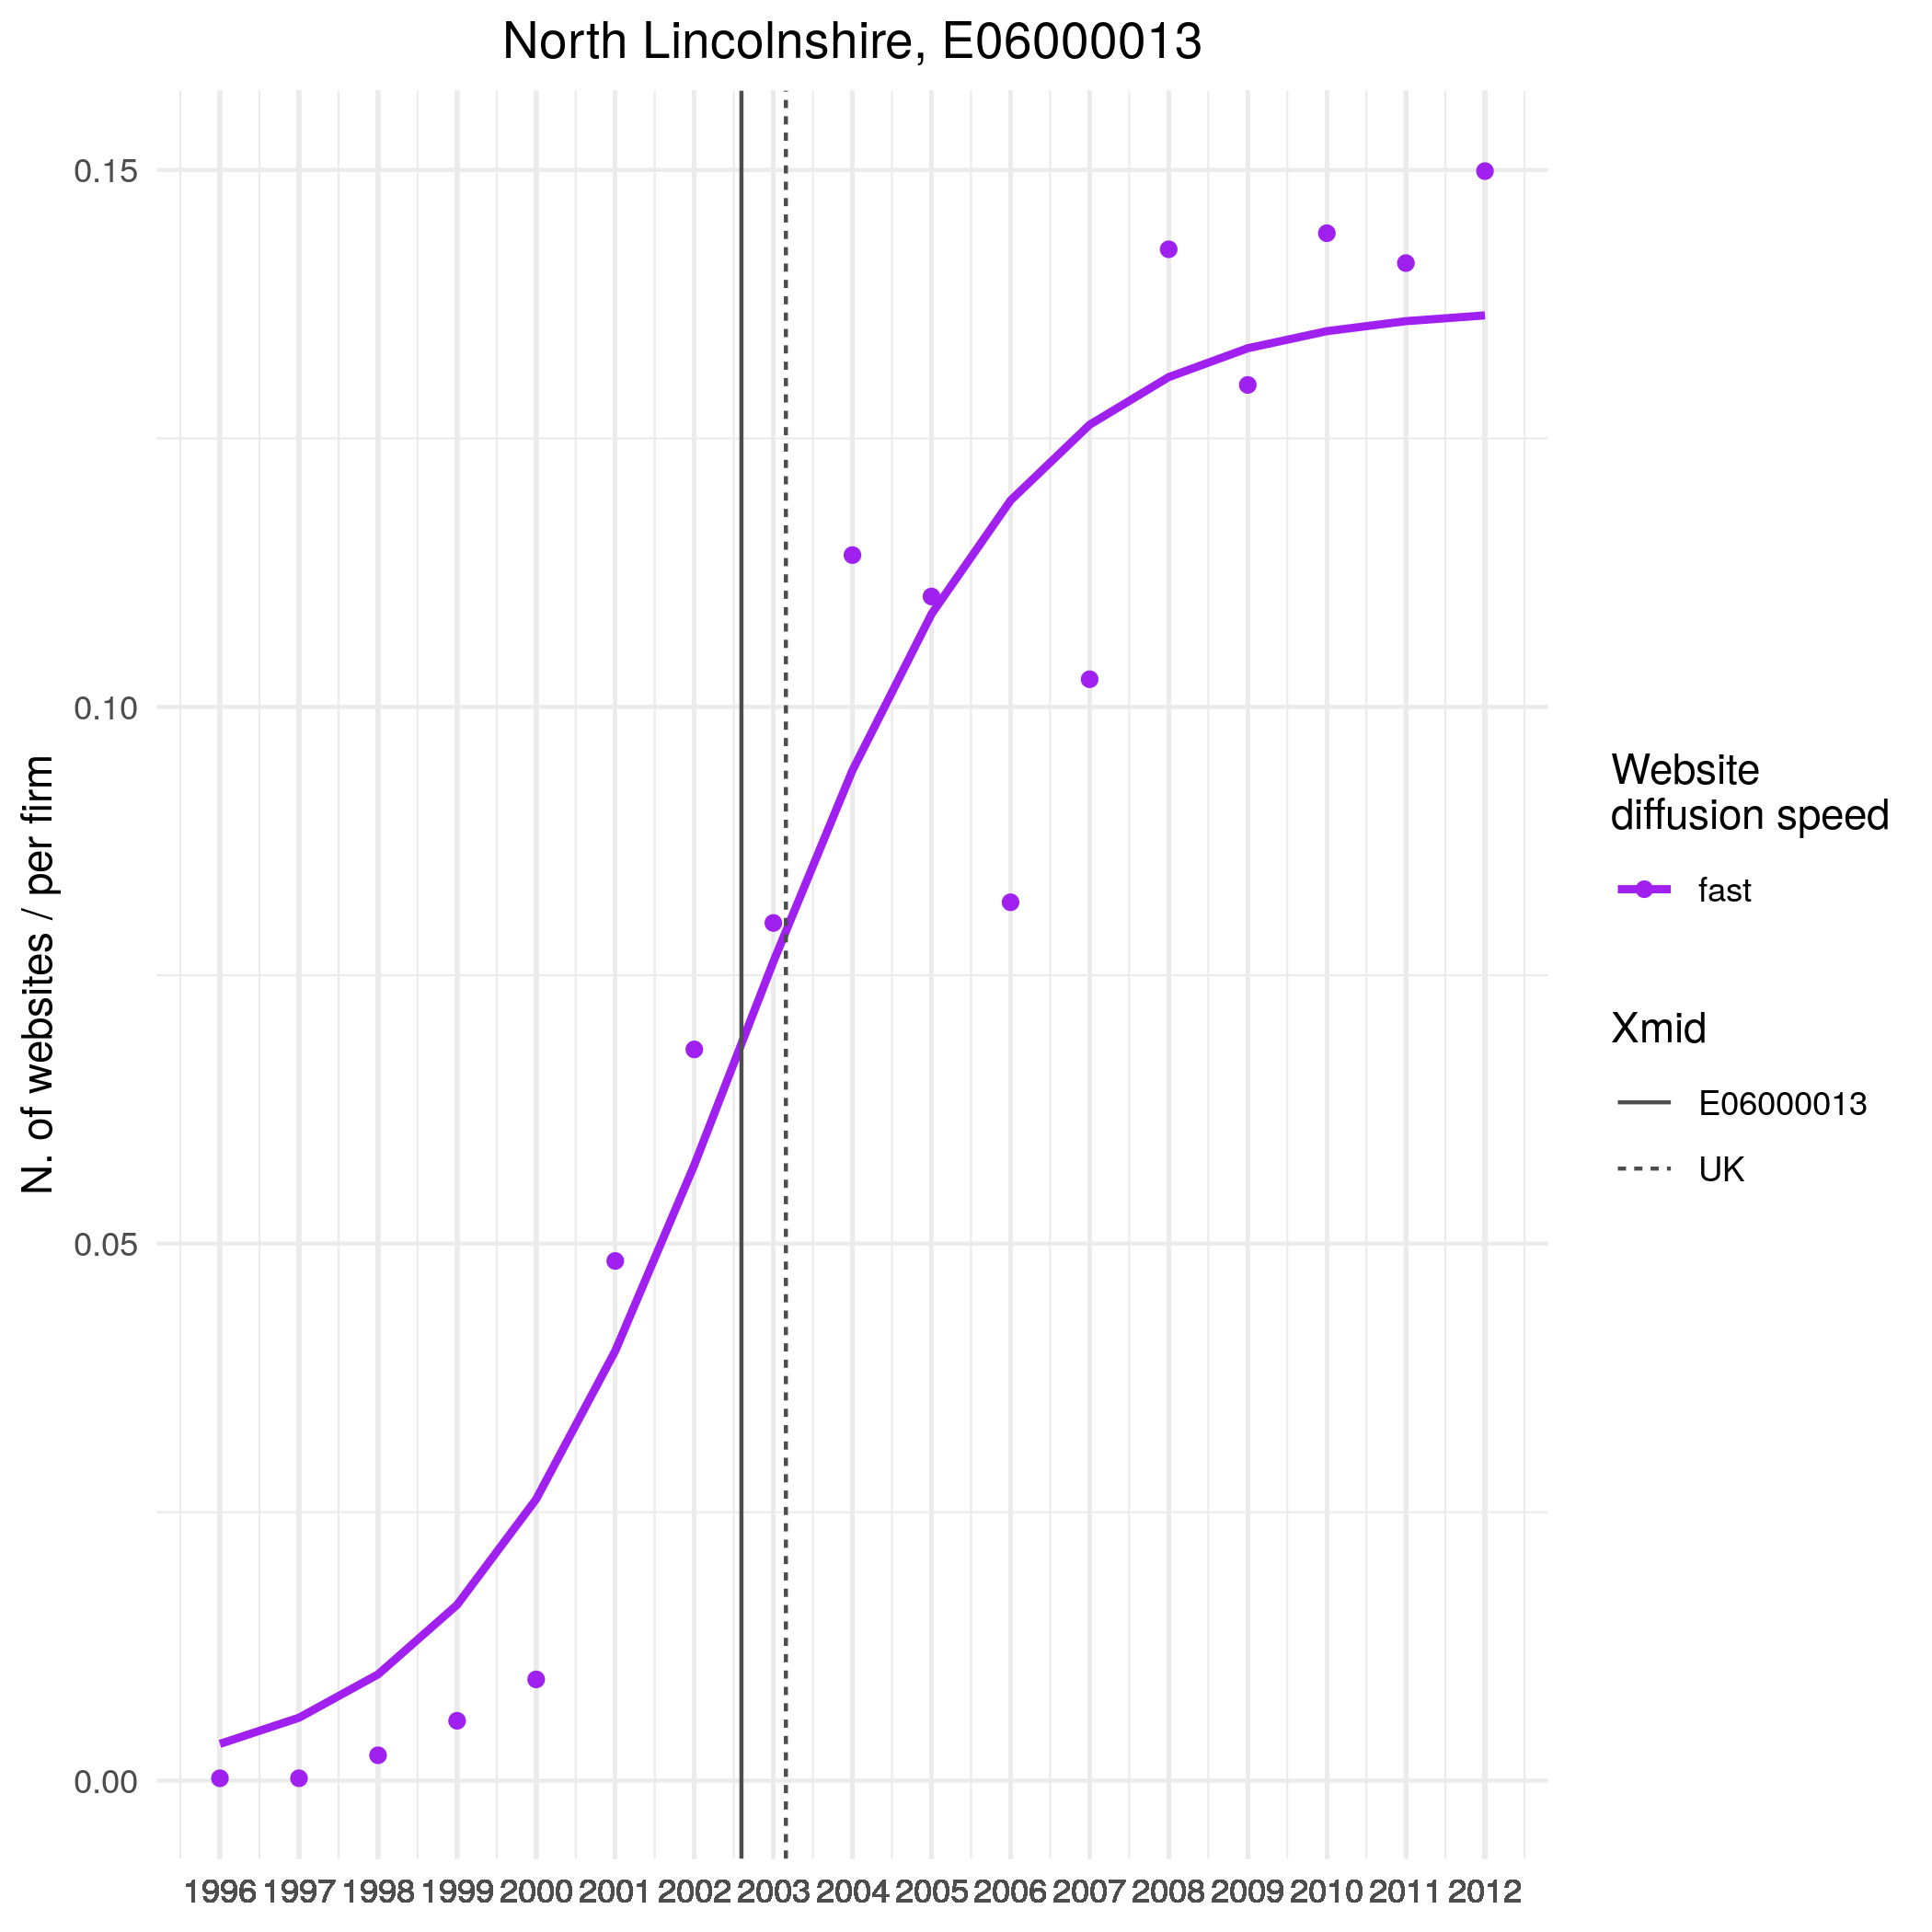 North Lincolnshire, E06000013
N. of websites / per firm
0.15
0.10
0.05
0.00
1996 1997 1998 1999 2000 2001 2002 2003 2004 2005 2006 2007 2008 2009 2010 2011 2012
Website
diffusion speed
fast
Xmid
E06000013
UK